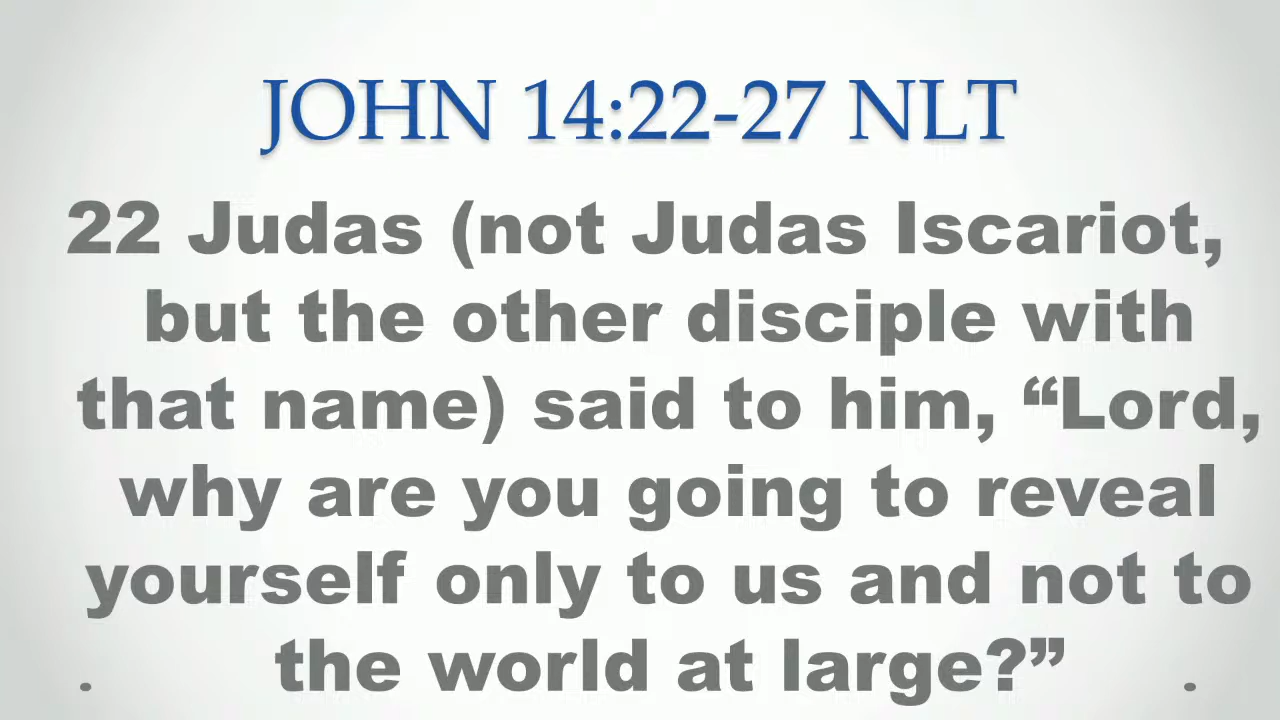 JOHN 14:22-27 NLT
22 Judas (not Judas Iscariot,
but the other disciple with
that name) said to him, “Lord,
why are you going to reveal
yourself only to us and not to
the world at large?”